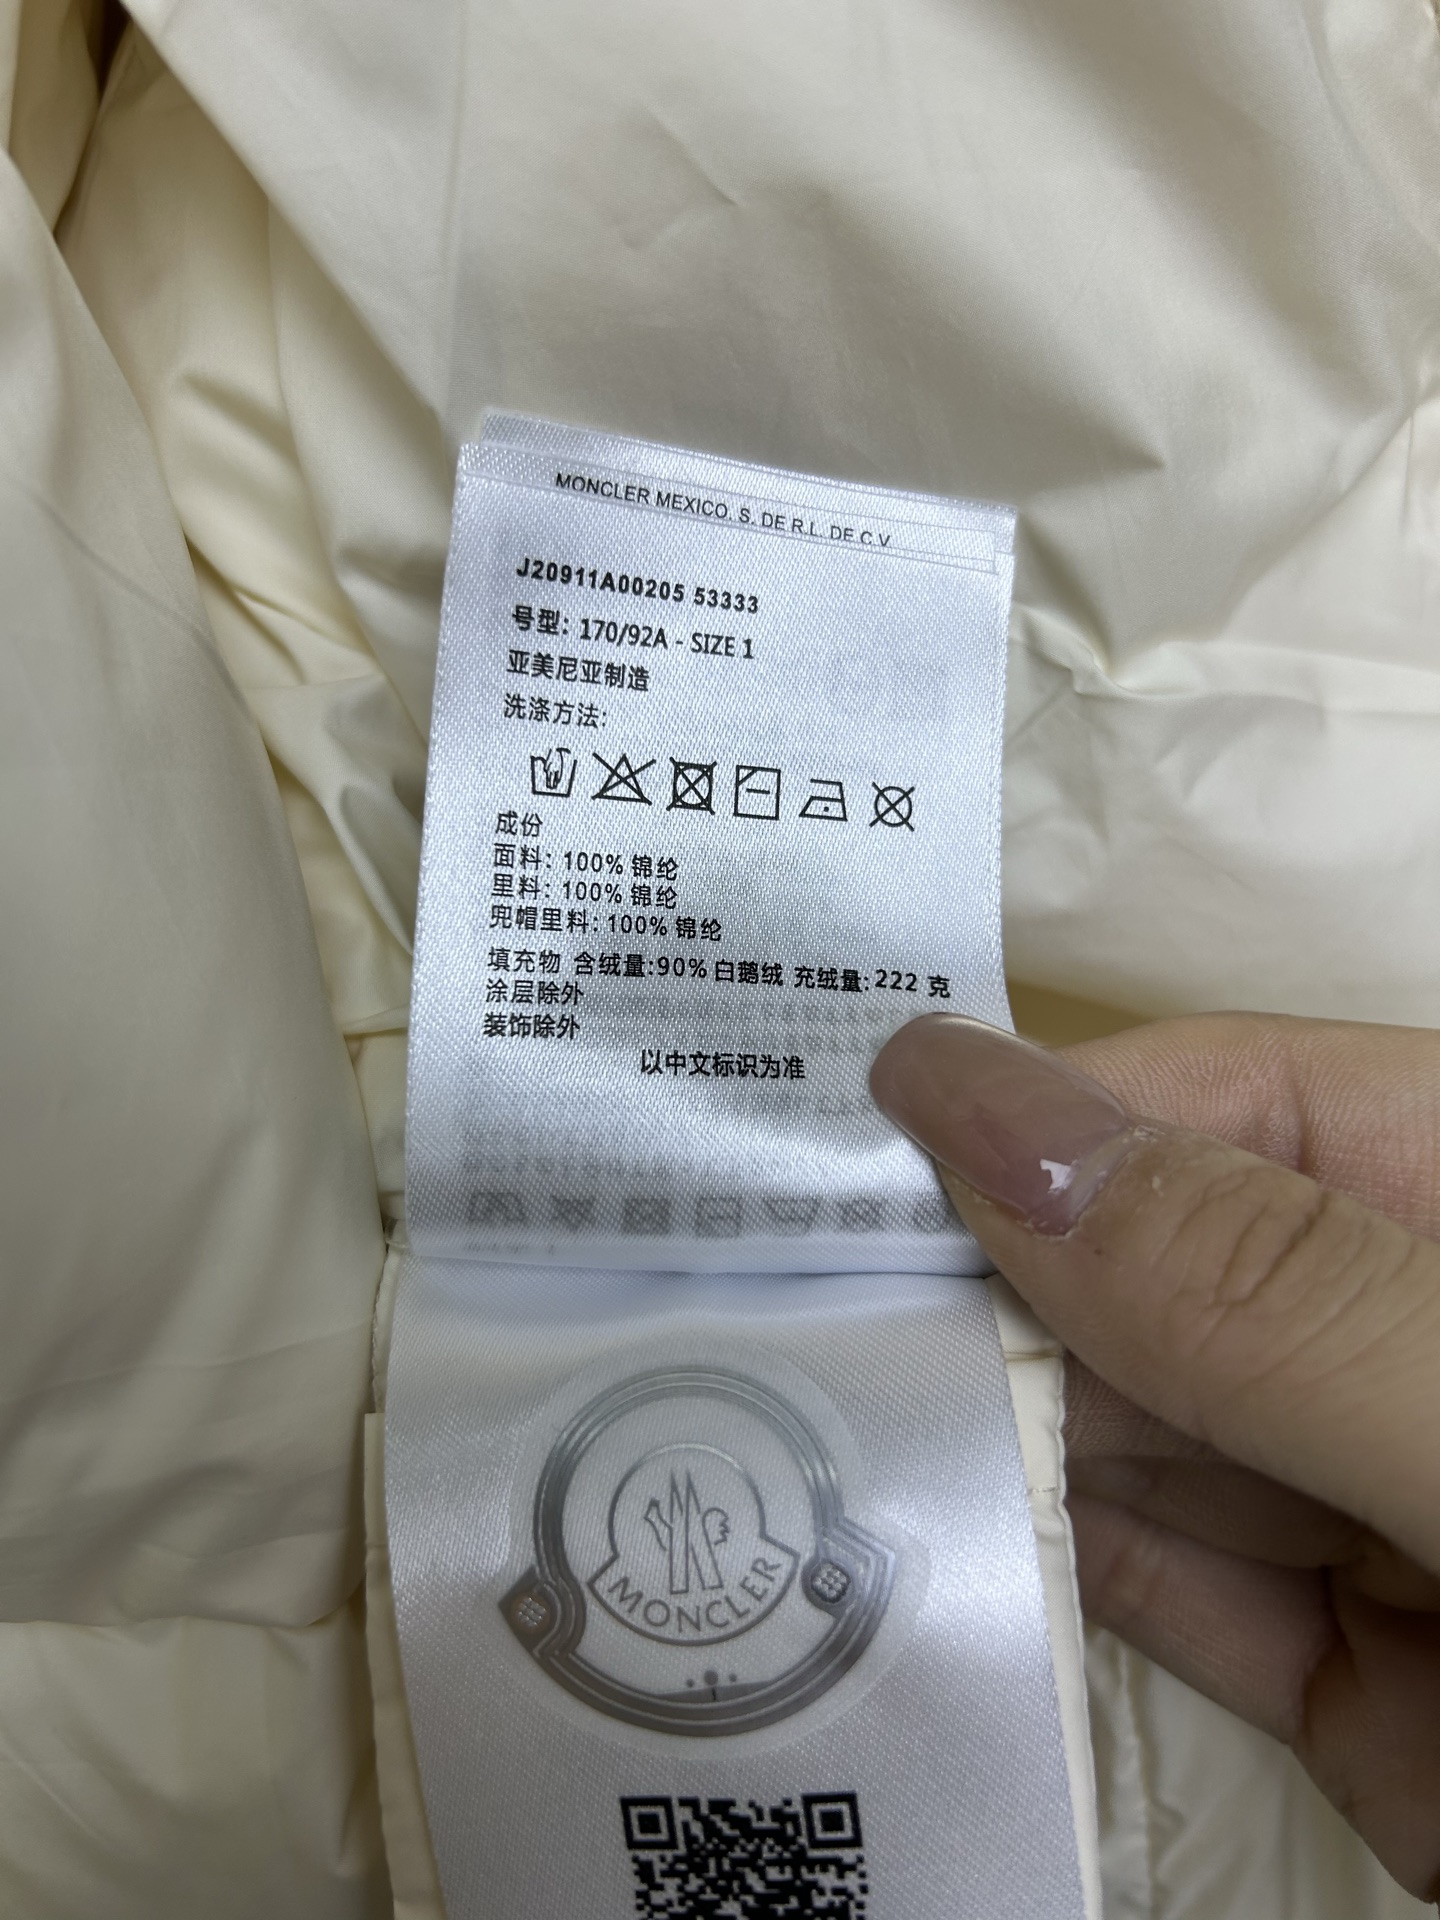 MONCLER MEXICO. S. DE R.L. DE C.V
J20911A00205 53333
号型: 170/92A - SIZE 1
亚美尼亚制造
洗涤方法:
成份
面料: 100% 锦纶
里料: 100% 锦纶
兜帽里料: 100% 锦纶
填充物 含绒量:90% 白鹅绒 充绒量:222 克
涂层除外
装饰除外
以中文标识为准
MONCLER